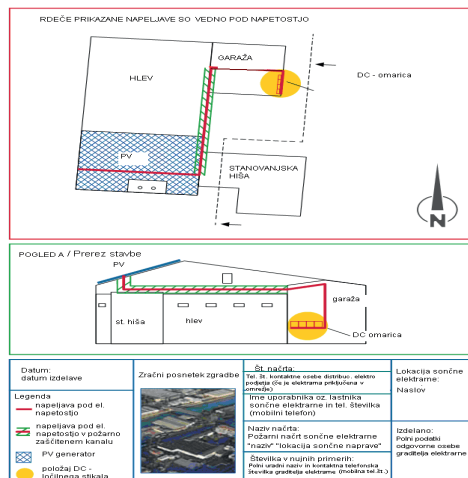 RDEČE PRIKAZANE NAPELJAVE SO VEDNO POD NAPETOSTJO
GARAŽA
HLEV
DC - omarica
PV
STANOVANJSKA
HIŠA
N
POGLED A / Prerez stavbe
PV
garaža
st. hiša
hlev
DC omarica
Datum:
datum izdelave
Legenda
napeljava pod el.
napetostjo
napeljava pod el.
napetostjo v požarno
zaščitenem kanalu
PV generator
položaj DC -
ločilnega stikala
Zračni posnetek zgradbe
Št. načrta:
Tel. št. kontaktne osebe distribuc. elektro
podjetja (če je elektrarna priključena v
omrežje)
Ime uporabnika oz. lastnika
sončne elektrarne in tel. številka
(mobilni telefon)
Naziv načrta:
Požarni načrt sončne elektrarne
"naziv" "lokacija sončne naprave"
Številka v nujnih primerih:
Polni uradni naziv in kontaktna telefonska
številka graditelja elektrarne (mobilna tel.št.)
Lokacija sončne
elektrarne:
Naslov
Izdelano:
Polni podatki
odgovorne osebe
graditelja elektrarne